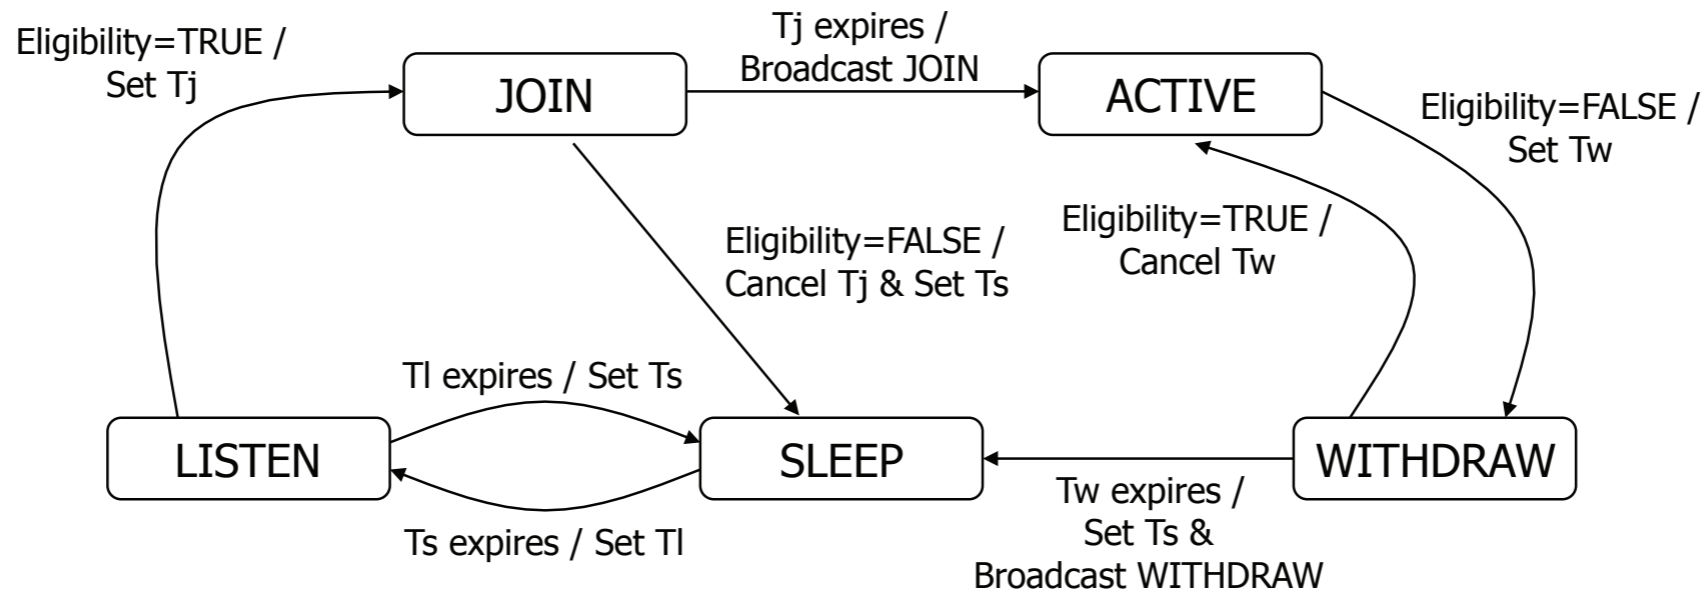 Eligibility=TRUE /
Set Tj
JOIN
Tj expires /
Broadcast JOIN
ACTIVE
Eligibility=FALSE /
Set Tw
Eligibility=FALSE /
Cancel Tj & Set Ts
Eligibility=TRUE /
Cancel Tw
Tl expires / Set Ts
LISTEN
SLEEP
WITHDRAW
Ts expires / Set Tl
Tw expires /
Set Ts &
Broadcast WITHDRAW